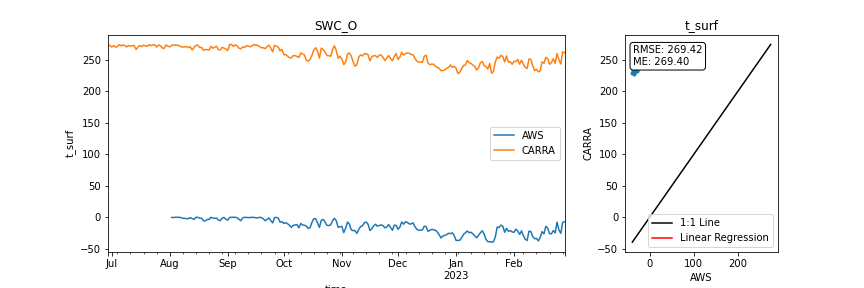 SWC_O
t_surf
250
200
150
100
50
0
−50
t_surf
AWS
CARRA
Jul
Aug
Sep
Oct
Nov
Dec
Jan
2023
Feb
time
t_surf
RMSE: 269.42
ME: 269.40
250
200
150
100
50
0
−50
CARRA
1:1 Line
Linear Regression
0
100
200
AWS